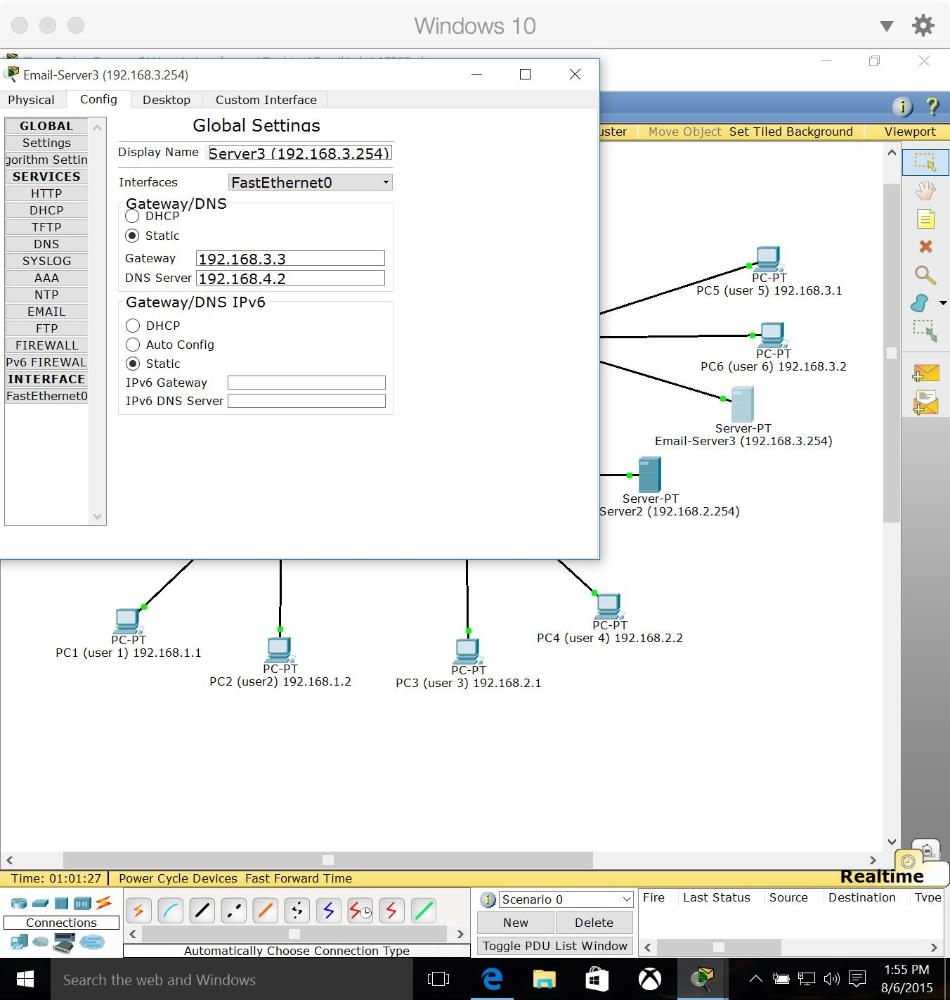 Windows 10
Email-Server3 (192.168.3.254)
Physical
Config
Desktop
Custom Interface
GLOBAL
Settings
gorithm Settin
SERVICES
HTTP
DHCP
TFTP
DNS
SYSLOG
AAA
NTP
EMAIL
FTP
FIREWALL
Pv6 FIREWAL
INTERFACE
FastEthernet0
Global Settings
Display Name Server3 (192.168.3.254)
Interfaces FastEthernet0
Gateway/DNS
DHCP
Static
Gateway 192.168.3.3
DNS Server 192.168.4.2
Gateway/DNS IPv6
DHCP
Auto Config
Static
IPv6 Gateway
IPv6 DNS Server
i ?
uster Move Object Set Tiled Background Viewport
PC-PT
PC5 (user 5) 192.168.3.1
PC-PT
PC6 (user 6) 192.168.3.2
Server-PT
Email-Server3 (192.168.3.254)
Server-PT
Server2 (192.168.2.254)
PC-PT
PC1 (user 1) 192.168.1.1
PC-PT
PC2 (user2) 192.168.1.2
PC-PT
PC3 (user 3) 192.168.2.1
PC-PT
PC4 (user 4) 192.168.2.2
Time: 01:01:27 Power Cycle Devices Fast Forward Time
Realtime
Connections
Automatically Choose Connection Type
i Scenario 0
New Delete
Toggle PDU List Window
Fire Last Status Source Destination Type
Search the web and Windows
1:55 PM
8/6/2015